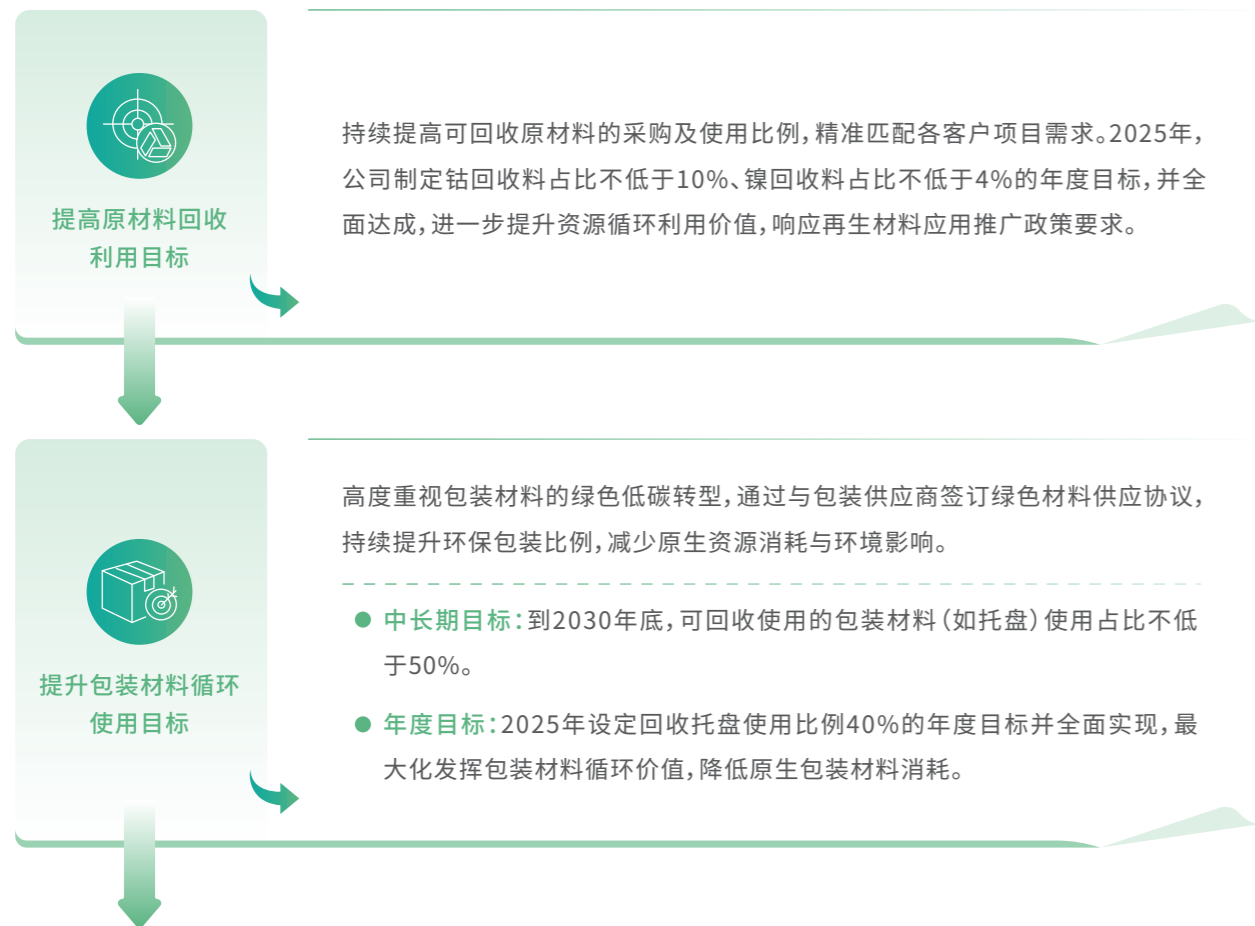 提高原材料回收
利用目标
持续提高可回收原材料的采购及使用比例，精准匹配各客户项目需求。2025年，
公司制定钴回收料占比不低于10%、镍回收料占比不低于4%的年度目标，并全
面达成，进一步提升资源循环利用价值，响应再生材料应用推广政策要求。
提升包装材料循环
使用目标
高度重视包装材料的绿色低碳转型，通过与包装供应商签订绿色材料供应协议，
持续提升环保包装比例，减少原生资源消耗与环境影响。
● 中长期目标：到2030年底，可回收使用的包装材料（如托盘）使用占比不低
于50%。
● 年度目标：2025年设定回收托盘使用比例40%的年度目标并全面实现，最
大化发挥包装材料循环价值，降低原生包装材料消耗。